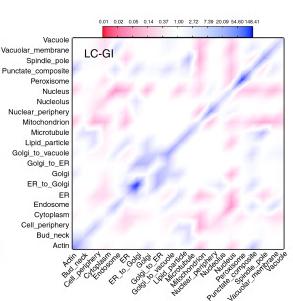 0.01 0.02 0.05 0.14 0.37 1.00 2.72 7.39 20.09 54.60 148.41
LC-GI
Vacuole
Vacuolar_membrane
Spindle_pole
Punctate_composite
Peroxisome
Nucleus
Nucleolus
Nuclear_periphery
Mitochondrion
Microtubule
Lipid_particle
Golgi_to_vacuole
Golgi_to_ER
Golgi
ER_to_Golgi
ER
Endosome
Cytoplasm
Cell_periphery
Bud_neck
Actin
Actin
Bud_neck
Cell_periphery
Cytoplasm
Endosome
ER
ER_to_Golgi
Golgi
Golgi_to_ER
Golgi_to_vacuole
Lipid_particle
Microtubule
Mitochondrion
Nuclear_periphery
Nucleolus
Nucleus
Peroxisome
Punctate_composite
Spindle_pole
Vacuolar_membrane
Vacuole